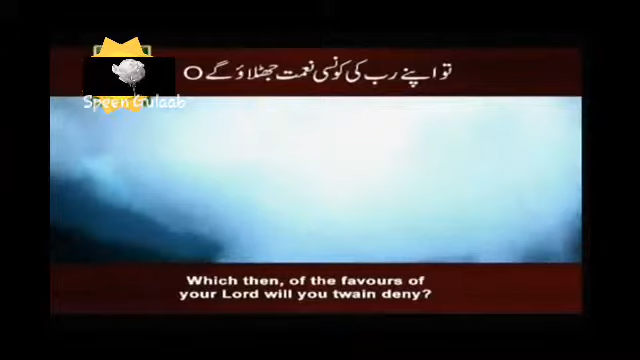 تو اپنے رب کی کونسی نعمت جھٹلاؤ گے O
Speen Gulaab
Which then, of the favours of
your Lord will you twain deny?